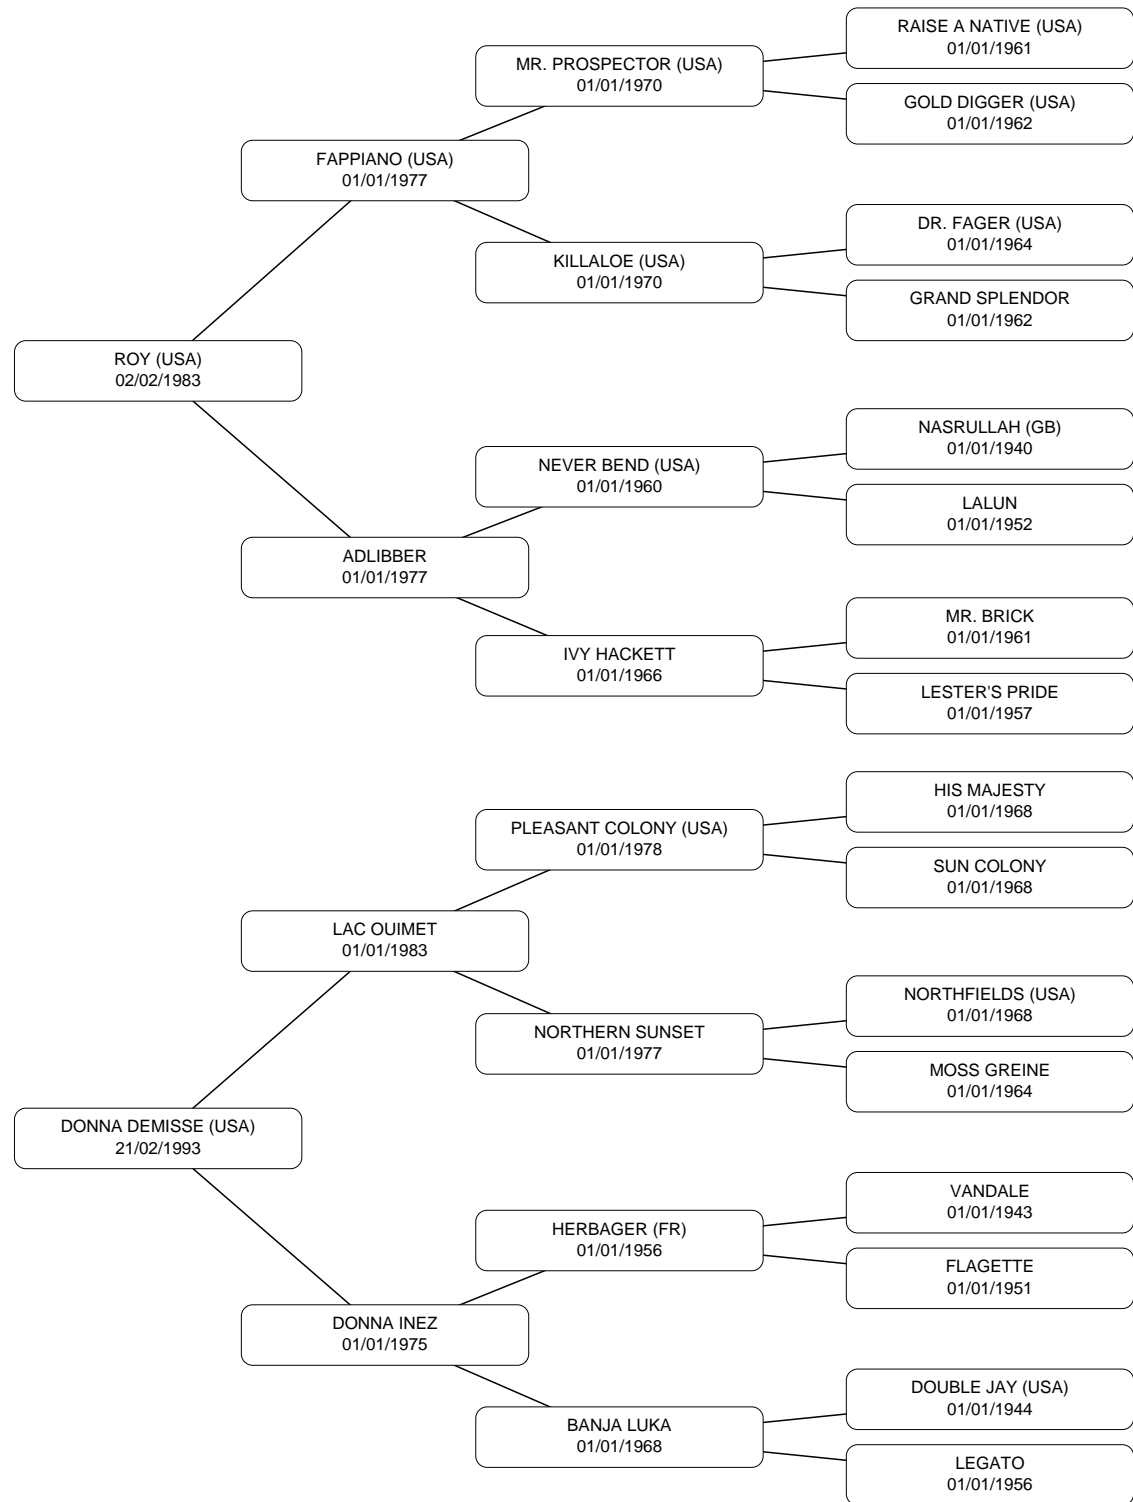 RAISE A NATIVE (USA)
01/01/1961
MR. PROSPECTOR (USA)
01/01/1970
GOLD DIGGER (USA)
01/01/1962
FAPPIANO (USA)
01/01/1977
DR. FAGER (USA)
01/01/1964
KILLALOE (USA)
01/01/1970
GRAND SPLENDOR
01/01/1962
ROY (USA)
02/02/1983
NASRULLAH (GB)
01/01/1940
NEVER BEND (USA)
01/01/1960
LALUN
01/01/1952
ADLIBBER
01/01/1977
MR. BRICK
01/01/1961
IVY HACKETT
01/01/1966
LESTER'S PRIDE
01/01/1957
HIS MAJESTY
01/01/1968
PLEASANT COLONY (USA)
01/01/1978
SUN COLONY
01/01/1968
LAC OUIMET
01/01/1983
NORTHFIELDS (USA)
01/01/1968
NORTHERN SUNSET
01/01/1977
MOSS GREINE
01/01/1964
DONNA DEMISSE (USA)
21/02/1993
VANDALE
01/01/1943
HERBAGER (FR)
01/01/1956
FLAGETTE
01/01/1951
DONNA INEZ
01/01/1975
DOUBLE JAY (USA)
01/01/1944
BANJA LUKA
01/01/1968
LEGATO
01/01/1956